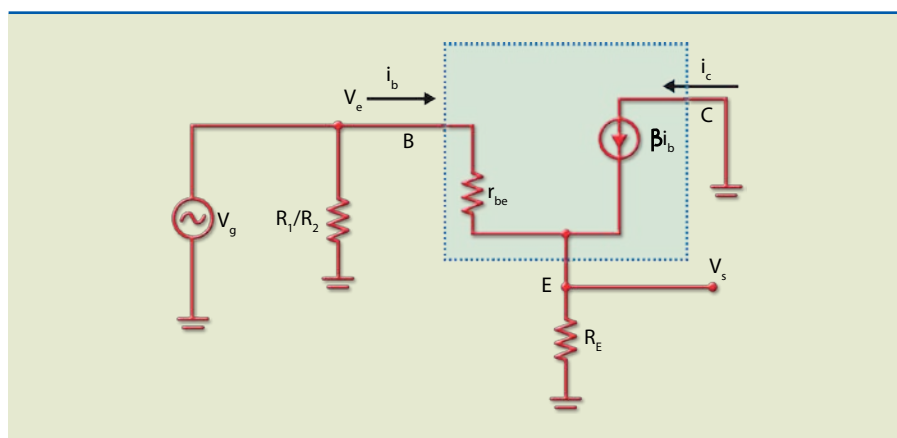 i_b
V_e
i_c
B
C
βi_b
r_be
V_g
R_1/R_2
V_s
E
R_E